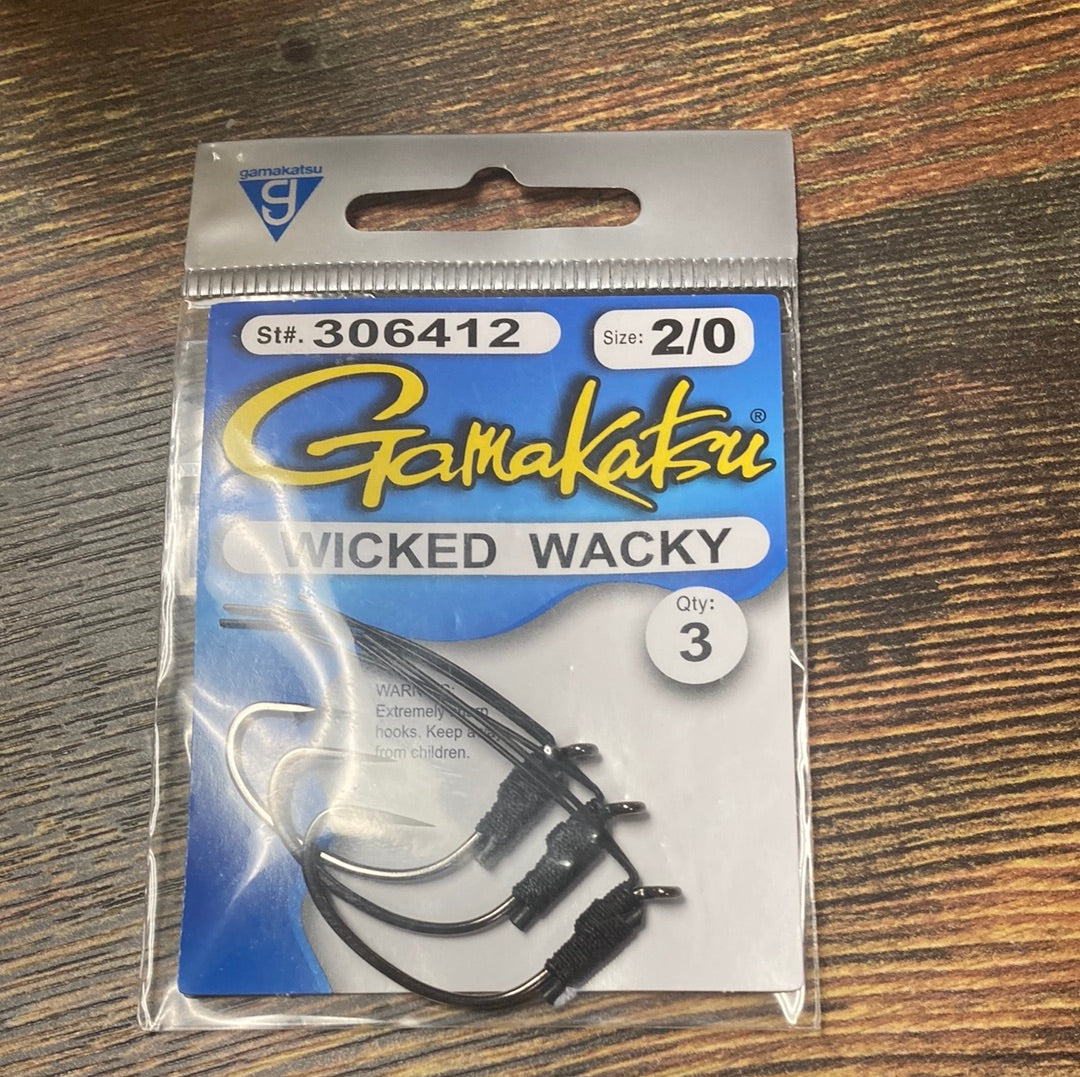 gamakatsu
g
St#. 306412
Size: 2/0
Gamakatsu®
WICKED WACKY
Qty:
3
Extremely
hooks. Keep
from children.